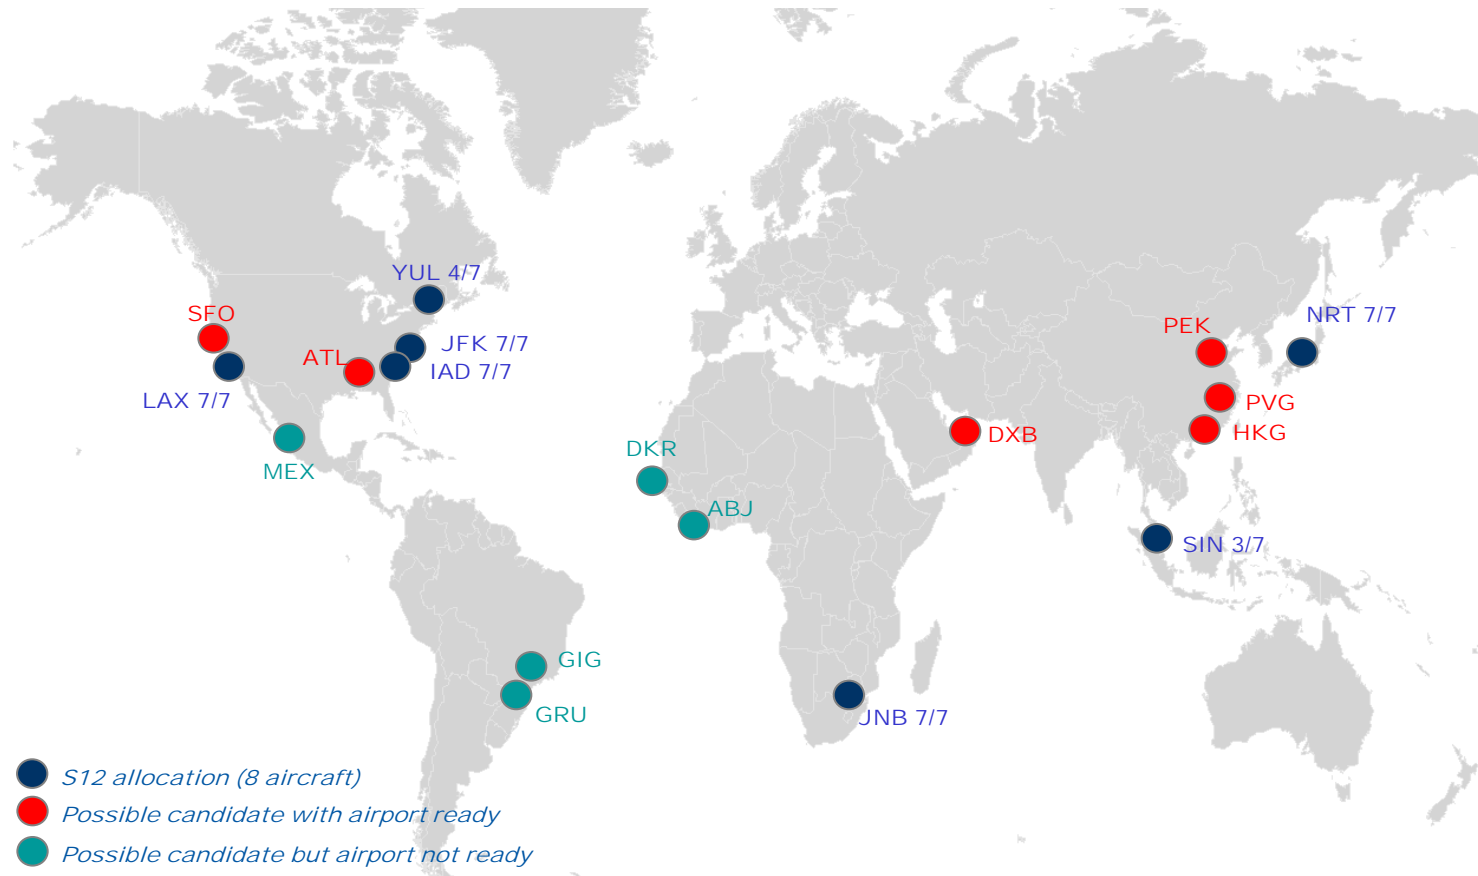 YUL 4/7
SFO
JFK 7/7
ATL
IAD 7/7
LAX 7/7
MEX
NRT 7/7
PEK
PVG
HKG
DXB
DKR
ABJ
SIN 3/7
GIG
GRU
JNB 7/7
S12 allocation (8 aircraft)
Possible candidate with airport ready
Possible candidate but airport not ready